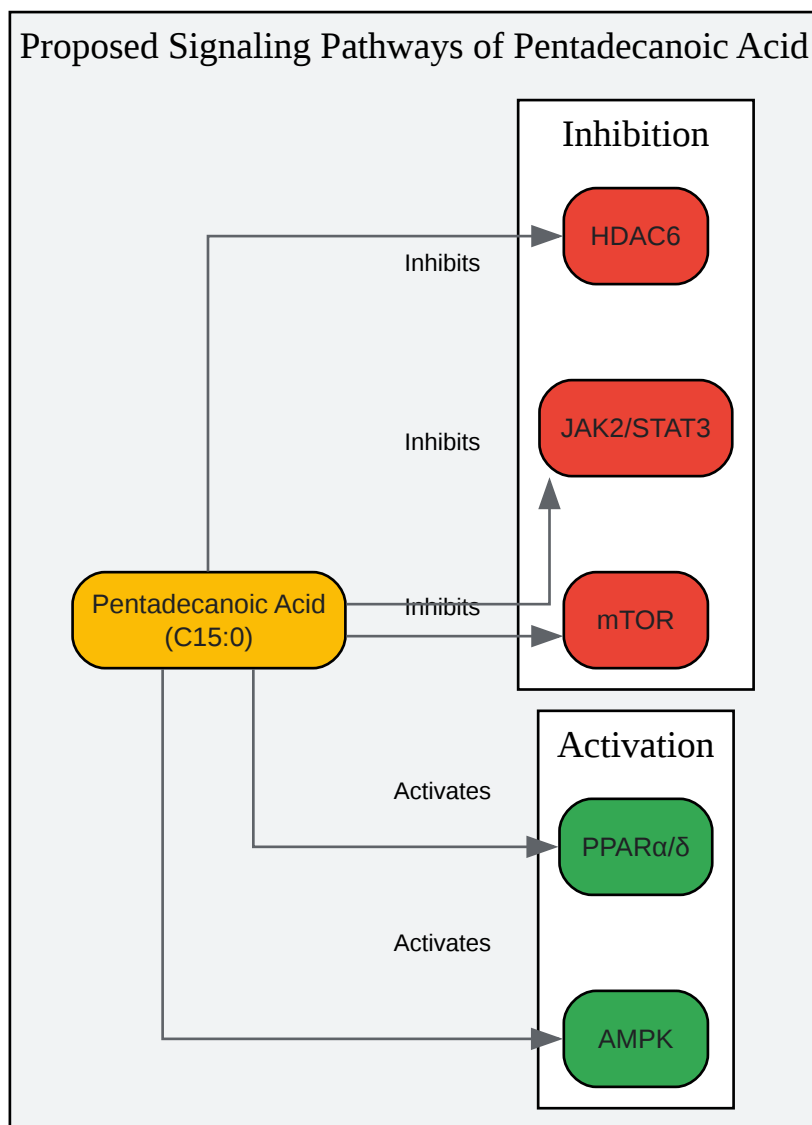 Proposed Signaling Pathways of Pentadecanoic Acid
Inhibition
HDAC6
Inhibits
JAK2/STAT3
Inhibits
Pentadecanoic Acid
(C15:0)
Inhibits
mTOR
Activation
Activates
PPARα/δ
Activates
AMPK